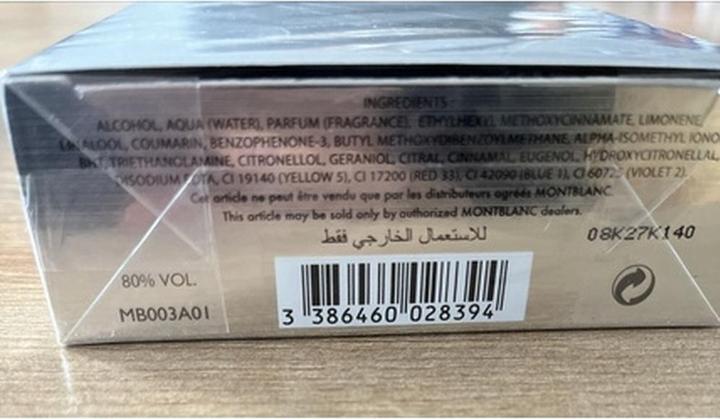 INGREDIENTS :
ALCOHOL, AQUA (WATER), PARFUM (FRAGRANCE), ETHYLHEXYL METHOXYCINNAMATE, LIMONENE,
LINALOOL, COUMARIN, BENZOPHENONE-3, BUTYL METHOXYDIBENZOYLMETHANE, ALPHA-ISOMETHYL IONO
BHT, TRIETHANOLAMINE, CITRONELLOL, GERANIOL, CITRAL, CINNAMAL, EUGENOL, HYDROXYCITRONELLAL,
DISODIUM EDTA, CI 19140 (YELLOW 5), CI 17200 (RED 33), CI 42090 (BLUE 1), CI 60725 (VIOLET 2).
Cet article ne peut être vendu que par les distributeurs agréés MONTBLANC.
This article may be sold only by authorized MONTBLANC dealers.
للاستعمال الخارجي فقط
08K27K140
80% VOL.
MB003A01
3 386460 028394